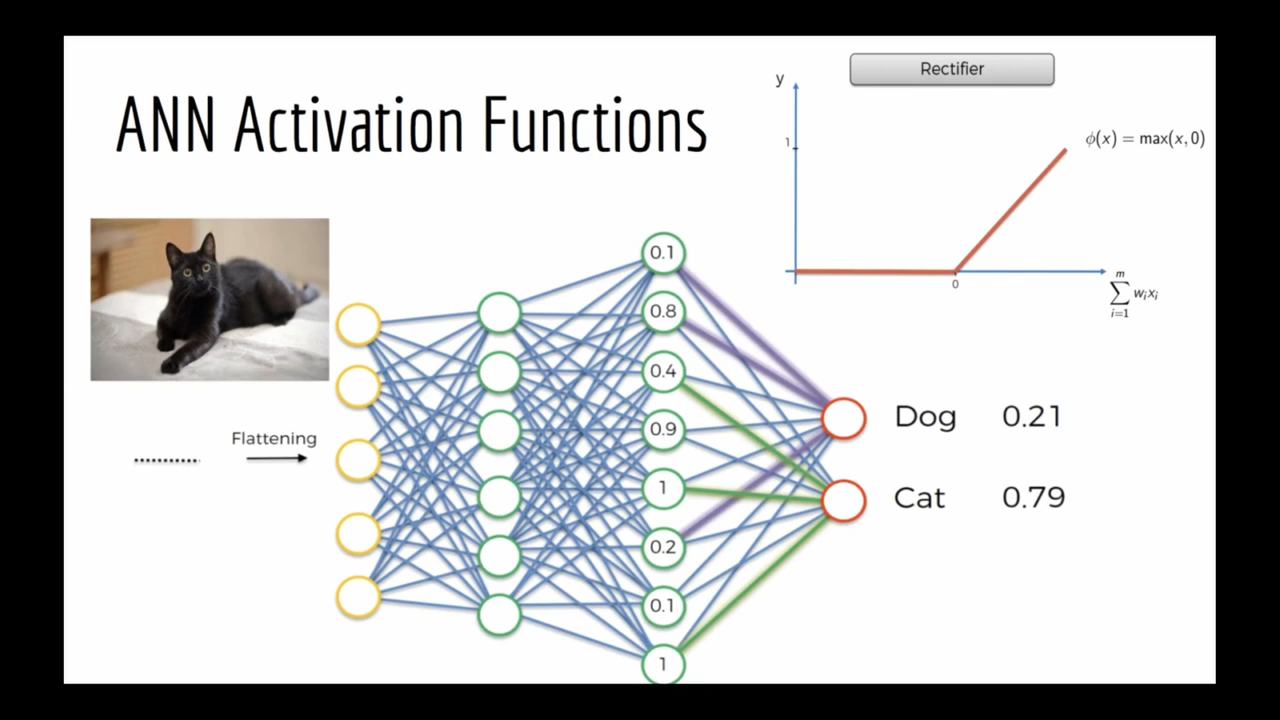 ANN Activation Functions
Rectifier
y
1
ϕ(x) = max(x, 0)
0
m
∑ wᵢxᵢ
i=1
Flattening
0.1
0.8
0.4
0.9
1
0.2
0.1
1
Dog 0.21
Cat 0.79